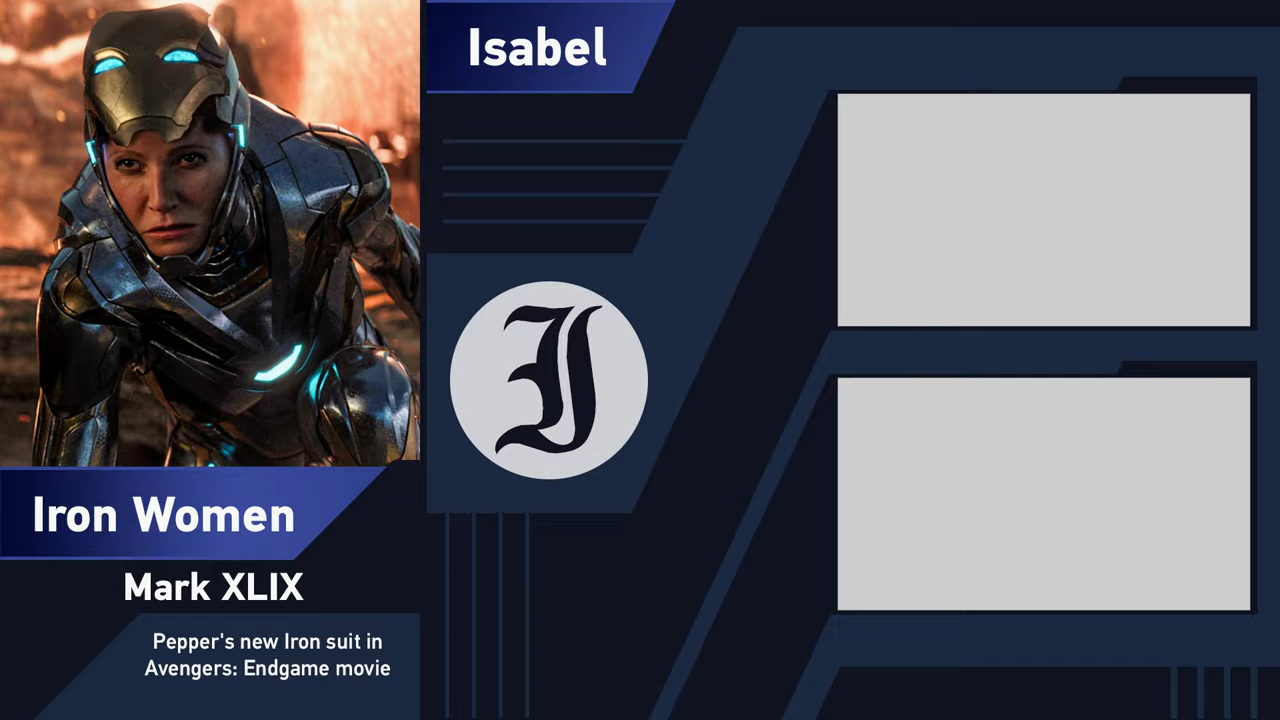 Isabel
I
Iron Women
Mark XLIX
Pepper's new Iron suit in
Avengers: Endgame movie